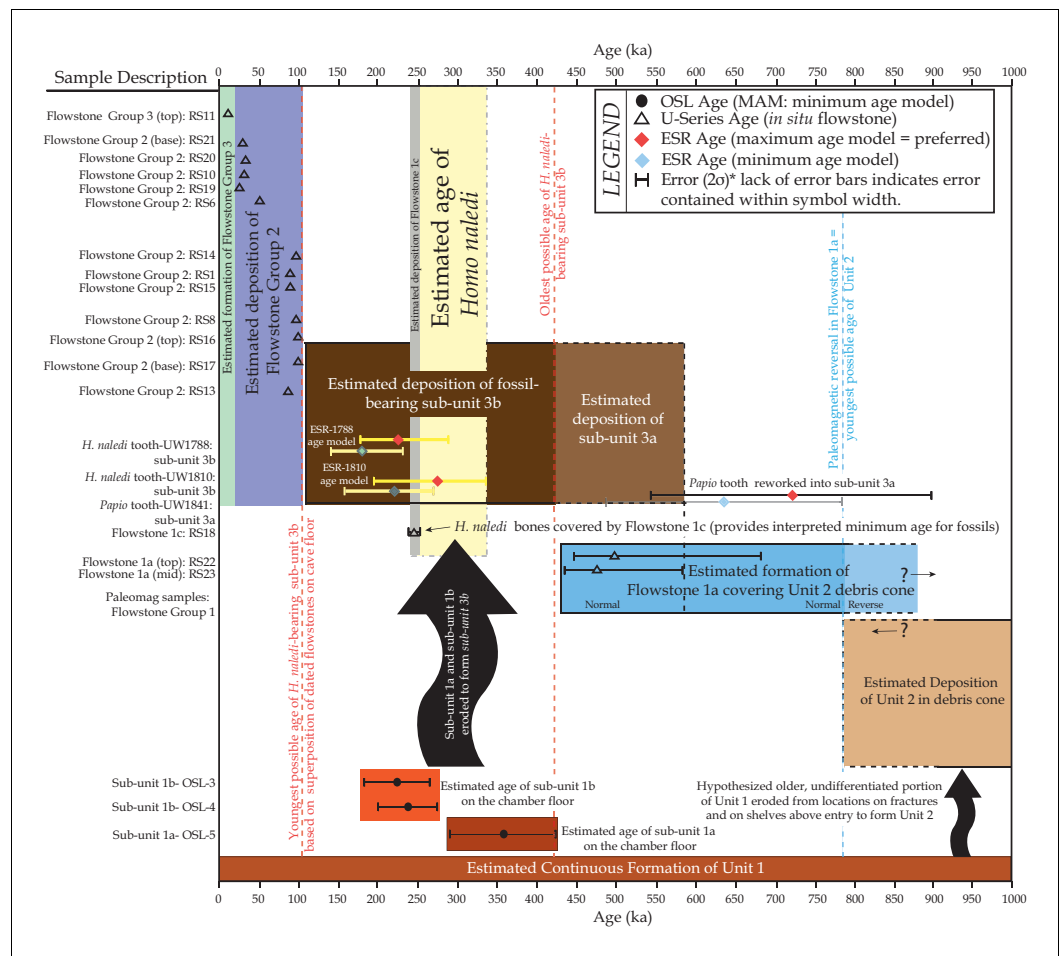 Age (ka)
0 50 100 150 200 250 300 350 400 450 500 550 600 650 700 750 800 850 900 950 1000
Sample Description
LEGEND
OSL Age (MAM: minimum age model)
U-Series Age (in situ flowstone)
ESR Age (maximum age model = preferred)
ESR Age (minimum age model)
Error (2σ)* lack of error bars indicates error
contained within symbol width.
Flowstone Group 3 (top): RS11
Flowstone Group 2 (base): RS21
Flowstone Group 2: RS20
Flowstone Group 2: RS10
Flowstone Group 2: RS19
Flowstone Group 2: RS6
Flowstone Group 2: RS14
Flowstone Group 2: RS1
Flowstone Group 2: RS15
Flowstone Group 2: RS8
Flowstone Group 2 (top): RS16
Flowstone Group 2 (base): RS17
Flowstone Group 2: RS13
H. naledi tooth-UW1788:
sub-unit 3b
H. naledi tooth-UW1810:
sub-unit 3b
Papio tooth-UW1841:
sub-unit 3a
Flowstone 1c: RS18
Flowstone 1a (top): RS22
Flowstone 1a (mid): RS23
Paleomag samples:
Flowstone Group 1
Sub-unit 1b- OSL-3
Sub-unit 1b- OSL-4
Sub-unit 1a- OSL-5
Estimated formation of Flowstone Group 3
Estimated deposition of
Flowstone Group 2
Estimated deposition of Flowstone 1c
Estimated age of
Homo naledi
Oldest possible age of H. naledi-
bearing sub-unit 3b
Paleomagnetic reversal in Flowstone 1a =
youngest possible age of Unit 2
Estimated deposition of fossil-
bearing sub-unit 3b
Estimated
deposition of
sub-unit 3a
ESR-1788
age model
ESR-1810
age model
Papio tooth reworked into sub-unit 3a
H. naledi bones covered by Flowstone 1c (provides interpreted minimum age for fossils)
Estimated formation of
Flowstone 1a covering Unit 2 debris cone
?
Normal
Normal
Reverse
?
Estimated Deposition
of Unit 2 in debris cone
Youngest possible age of H. naledi-bearing sub-unit 3b
based on superposition of dated flowstones on cave floor
Sub-unit 1a and sub-unit 1b
eroded to form sub-unit 3b
Estimated age of sub-unit 1b
on the chamber floor
Hypothesized older, undifferentiated portion
of Unit 1 eroded from locations on fractures
and on shelves above entry to form Unit 2
Estimated age of sub-unit 1a
on the chamber floor
Estimated Continuous Formation of Unit 1
0 50 100 150 200 250 300 350 400 450 500 550 600 650 700 750 800 850 900 950 1000
Age (ka)